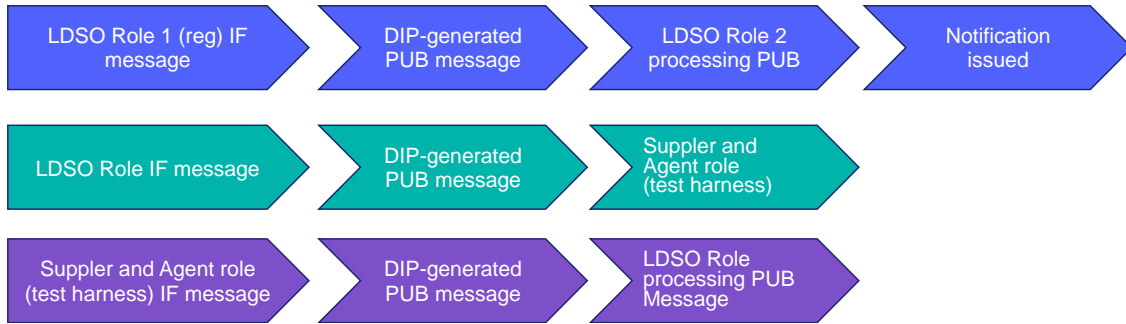 LDSO Role 1 (reg) IF
message
DIP-generated
PUB message
LDSO Role 2
processing PUB
Notification
issued
LDSO Role IF message
DIP-generated
PUB message
Suppler and
Agent role
(test harness)
Suppler and Agent role
(test harness) IF message
DIP-generated
PUB message
LDSO Role
processing PUB
Message